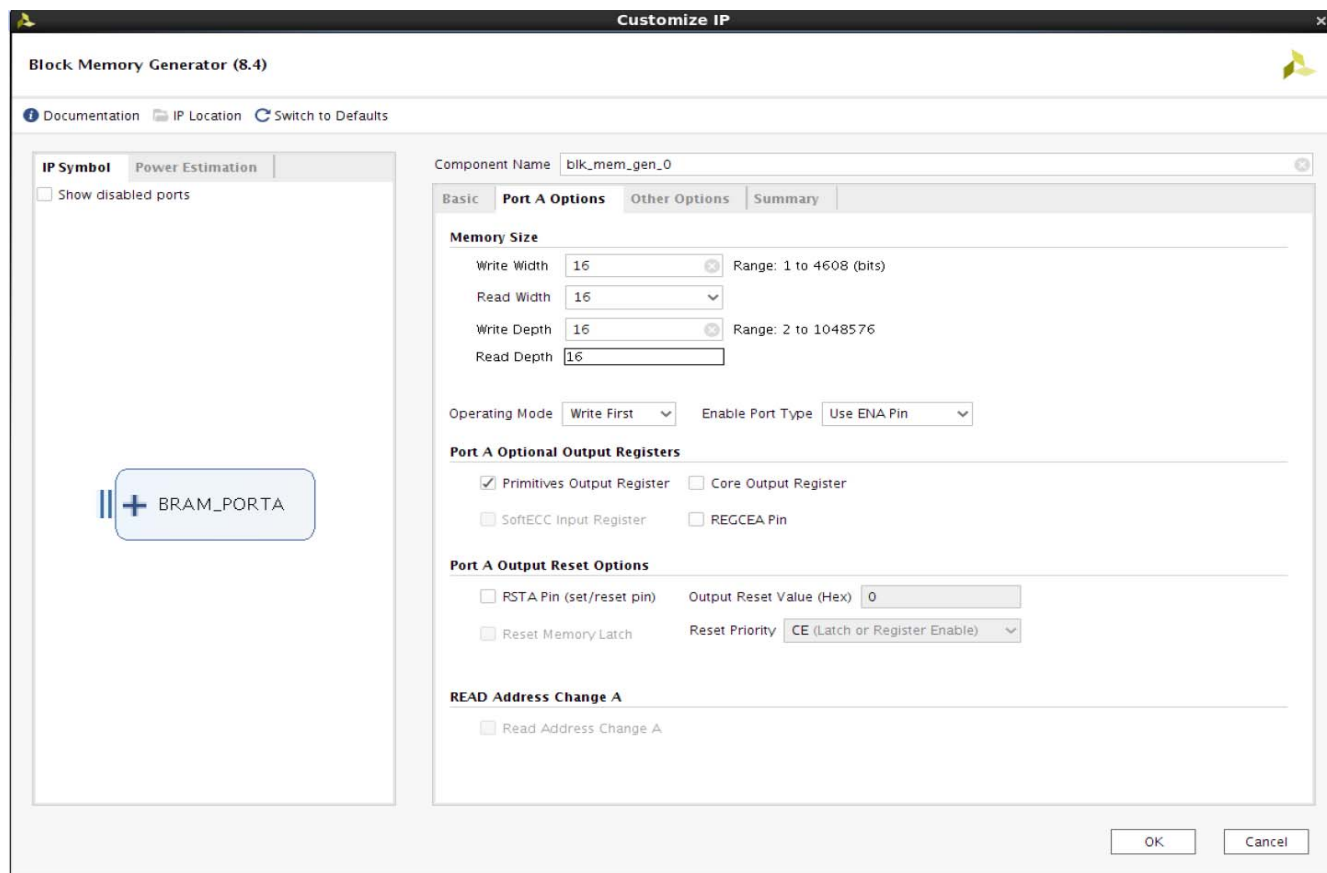 Customize IP
Block Memory Generator (8.4)
Documentation IP Location Switch to Defaults
IP Symbol Power Estimation
Show disabled ports
BRAM_PORTA
Component Name blk_mem_gen_0
Basic Port A Options Other Options Summary
Memory Size
Write Width 16 Range: 1 to 4608 (bits)
Read Width 16
Write Depth 16 Range: 2 to 1048576
Read Depth 16
Operating Mode Write First Enable Port Type Use ENA Pin
Port A Optional Output Registers
Primitives Output Register Core Output Register
SoftECC Input Register REGCEA Pin
Port A Output Reset Options
RSTA Pin (set/reset pin) Output Reset Value (Hex) 0
Reset Memory Latch Reset Priority CE (Latch or Register Enable)
READ Address Change A
Read Address Change A
OK Cancel